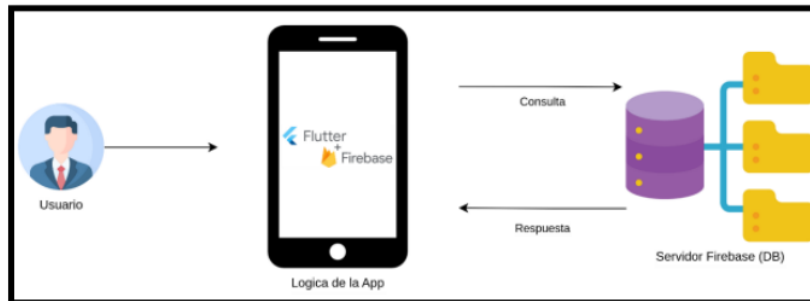 Flutter
+
Firebase
Consulta
Usuario
Respuesta
Servidor Firebase (DB)
Logica de la App